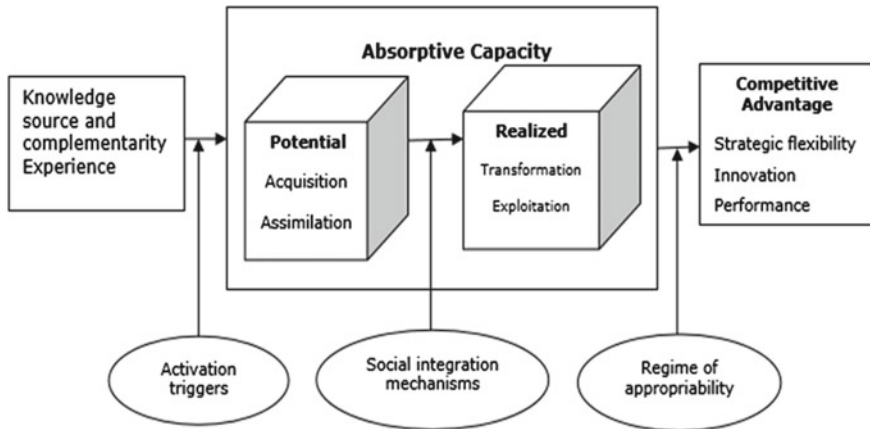 Absorptive Capacity
Knowledge
source and
complementarity
Experience
Potential
Acquisition
Assimilation
Realized
Transformation
Exploitation
Competitive
Advantage
Strategic flexibility
Innovation
Performance
Activation
triggers
Social integration
mechanisms
Regime of
appropriability